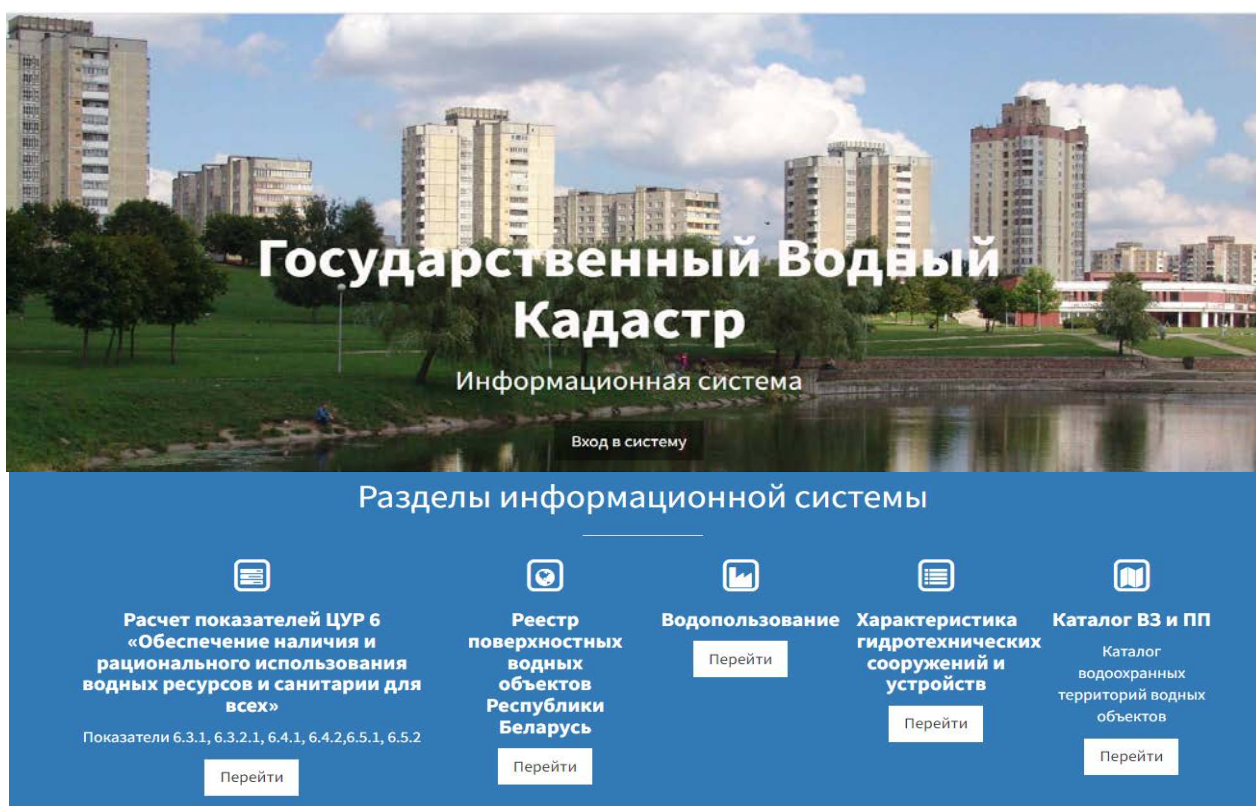 Государственный Водный
Кадастр
Информационная система
Вход в систему
Разделы информационной системы
Расчет показателей ЦУР 6
«Обеспечение наличия и
рационального использования
водных ресурсов и санитарии для
всех»
Показатели 6.3.1, 6.3.2.1, 6.4.1, 6.4.2,6.5.1, 6.5.2
Перейти
Реестр
поверхностных
водных
объектов
Республики
Беларусь
Перейти
Водопользование
Перейти
Характеристика
гидротехнических
сооружений и
устройств
Перейти
Каталог ВЗ и ПП
Каталог
водоохранных
территорий водных
объектов
Перейти